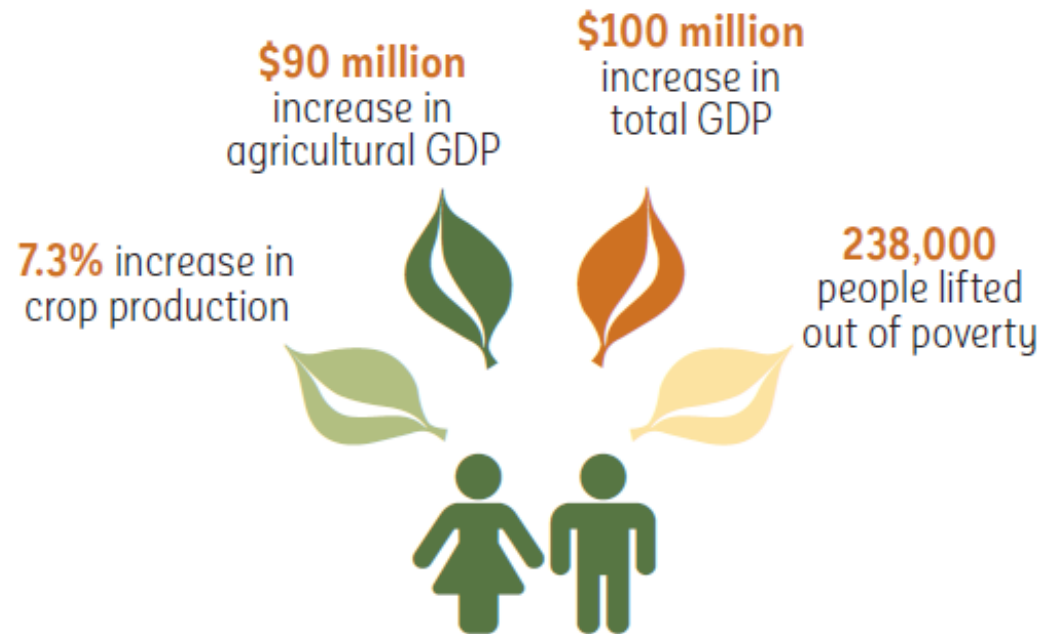 $90 million
increase in
agricultural GDP
$100 million
increase in
total GDP
7.3% increase in
crop production
238,000
people lifted
out of poverty